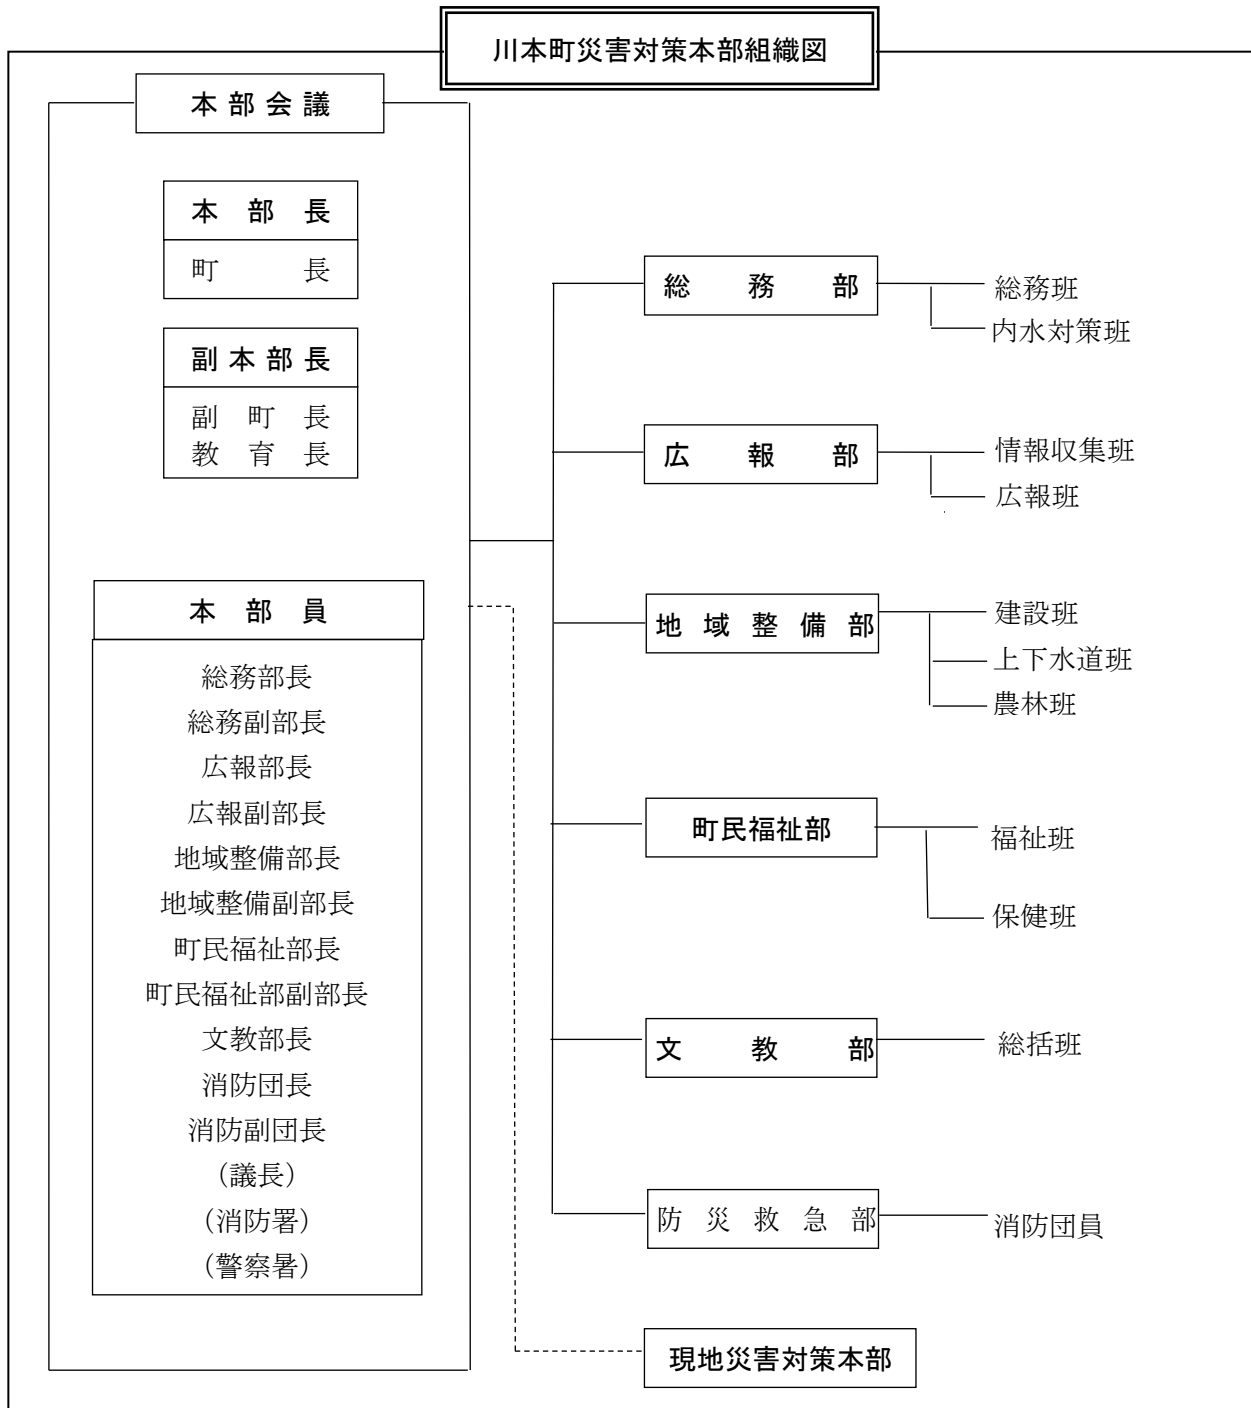 川本町災害対策本部組織図
本部会議
本部長
町長
副本部長
副町長
教育長
本部員
総務部長
総務副部長
広報部長
広報副部長
地域整備部長
地域整備副部長
町民福祉部長
町民福祉部副部長
文教部長
消防団長
消防副団長
（議長）
（消防署）
（警察暑）
総務部
総務班
内水対策班
広報部
情報収集班
広報班
地域整備部
建設班
上下水道班
農林班
町民福祉部
福祉班
保健班
文教部
総括班
防災救急部
消防団員
現地災害対策本部